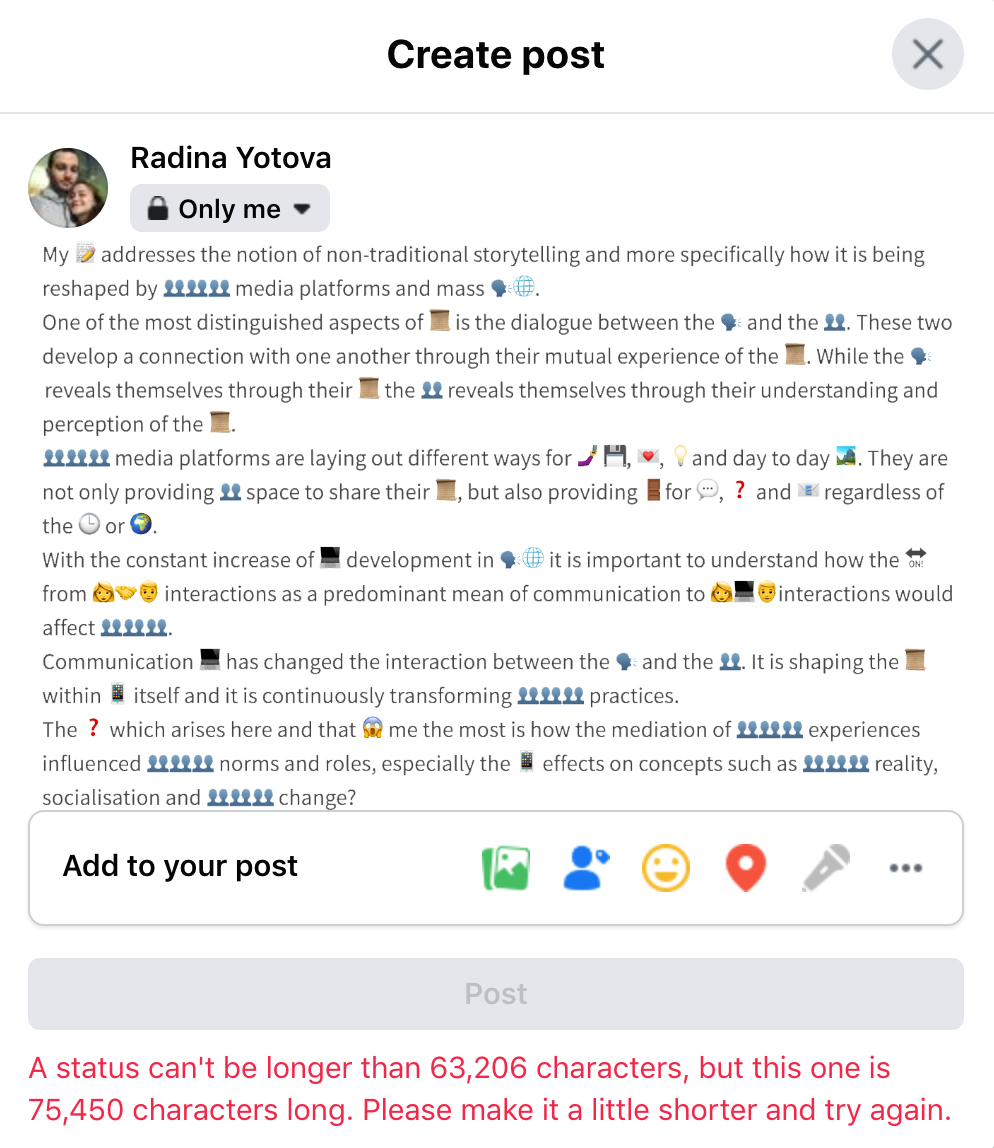 Create post
Radina Yotova
Only me
My 📝 addresses the notion of non-traditional storytelling and more specifically how it is being
reshaped by 👥👥👥 media platforms and mass 🗣️🌐.
One of the most distinguished aspects of 📜 is the dialogue between the 🗣️ and the 👥. These two
develop a connection with one another through their mutual experience of the 📜. While the 🗣️
reveals themselves through their 📜 the 👥 reveals themselves through their understanding and
perception of the 📜.
👥👥👥 media platforms are laying out different ways for 🤳💾, 💌, 💡and day to day 🏞️. They are
not only providing 👥 space to share their 📜, but also providing 🚪for 💬, ❓ and 📧 regardless of
the 🕒 or 🌍.
With the constant increase of 💻 development in 🗣️🌐 it is important to understand how the 🔛
from 👩🤝👨 interactions as a predominant mean of communication to 👩💻👨interactions would
affect 👥👥👥.
Communication 💻 has changed the interaction between the 🗣️ and the 👥. It is shaping the 📜
within 📱 itself and it is continuously transforming 👥👥👥 practices.
The ❓ which arises here and that 😱 me the most is how the mediation of 👥👥👥 experiences
influenced 👥👥👥 norms and roles, especially the 📱 effects on concepts such as 👥👥👥 reality,
socialisation and 👥👥👥 change?
Add to your post
Post
A status can't be longer than 63,206 characters, but this one is
75,450 characters long. Please make it a little shorter and try again.